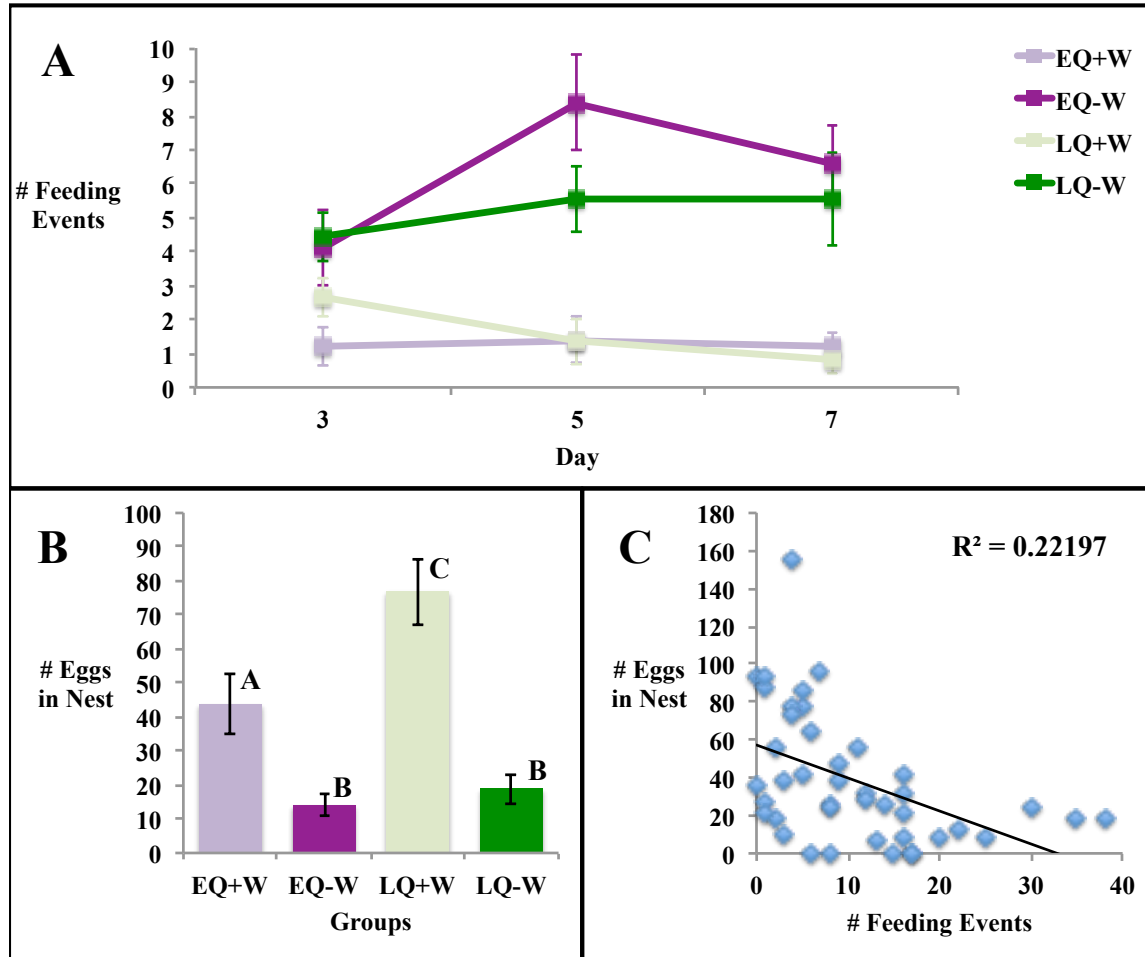 A
10
9
8
7
6
5
4
3
2
1
0
# Feeding
Events
3 5 7
Day
EQ+W
EQ-W
LQ+W
LQ-W
B
100
90
80
70
60
50
40
30
20
10
0
# Eggs
in Nest
A
B
C
B
EQ+W EQ-W LQ+W LQ-W
Groups
C
R² = 0.22197
180
160
140
120
100
80
60
40
20
0
# Eggs
in Nest
0 10 20 30 40
# Feeding Events